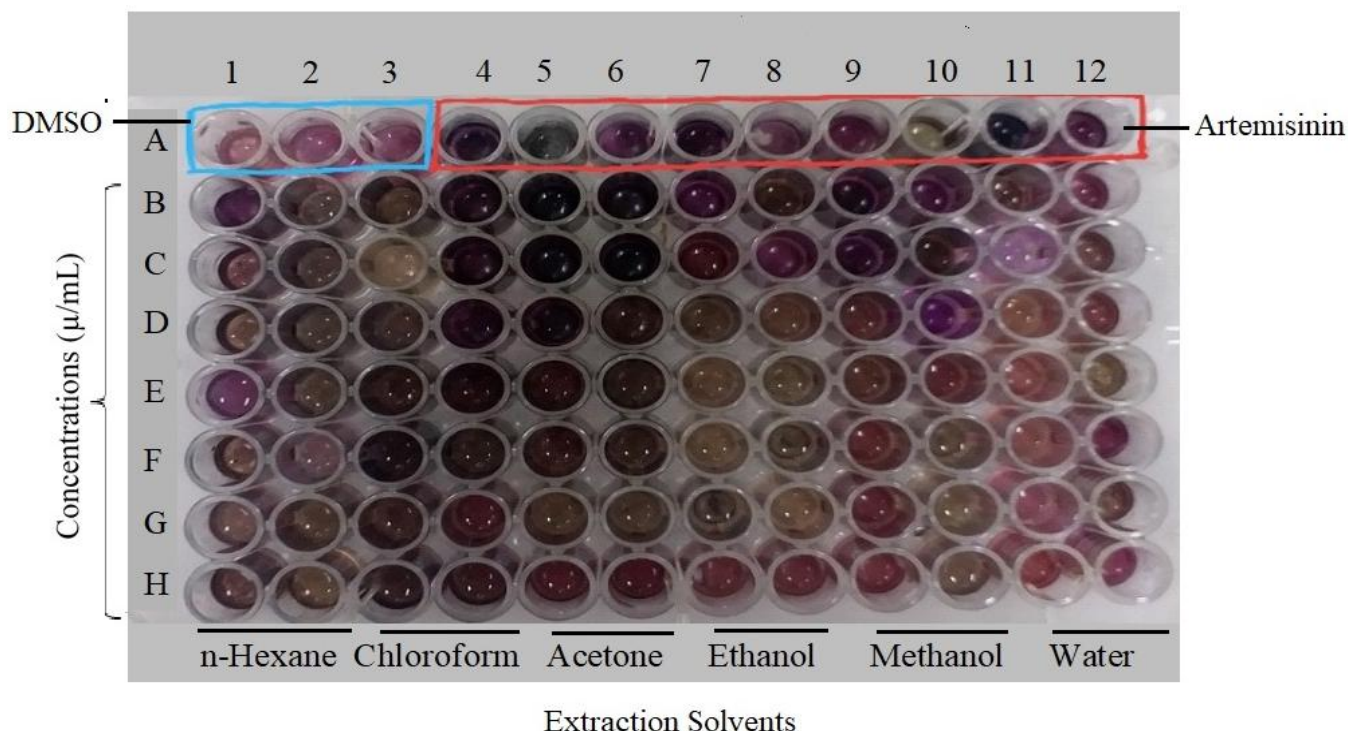 1 2 3 4 5 6 7 8 9 10 11 12
DMSO
A
Artemisinin
B
C
D
E
F
G
H
Concentrations (µ/mL)
n-Hexane Chloroform Acetone Ethanol Methanol Water
Extraction Solvents